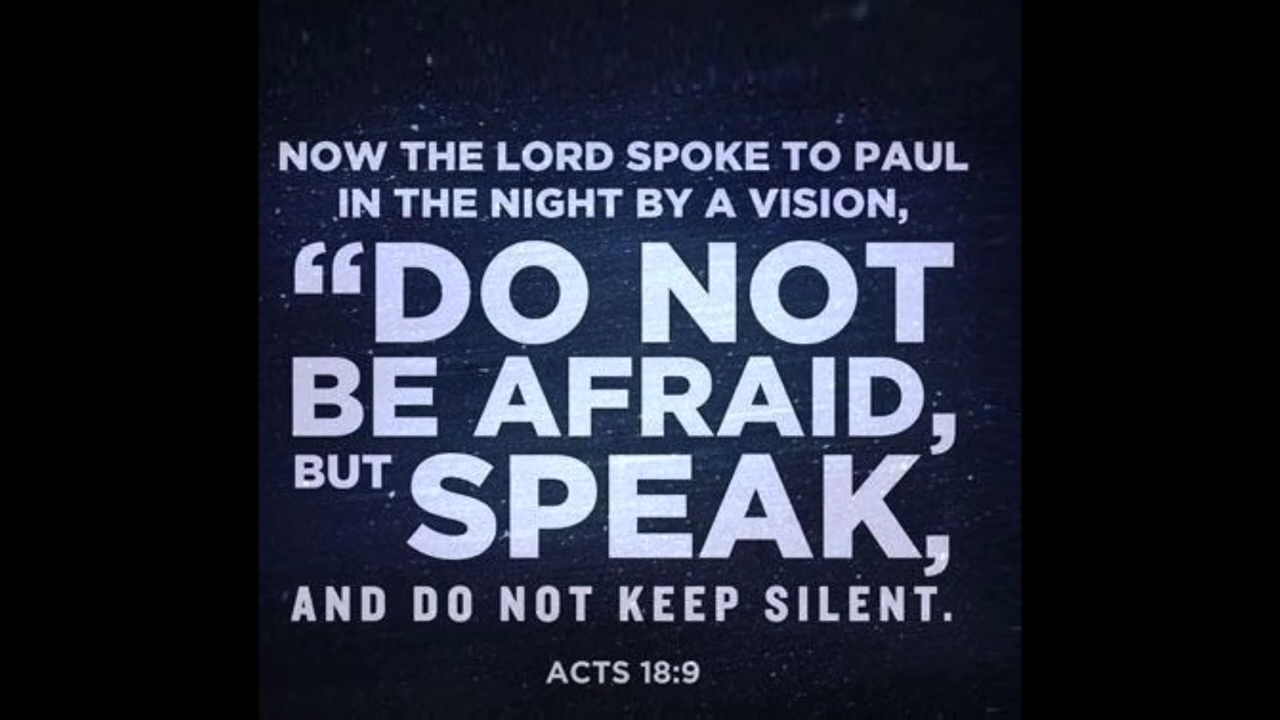 NOW THE LORD SPOKE TO PAUL
IN THE NIGHT BY A VISION,
“DO NOT
BE AFRAID,
BUT SPEAK,
AND DO NOT KEEP SILENT.
ACTS 18:9